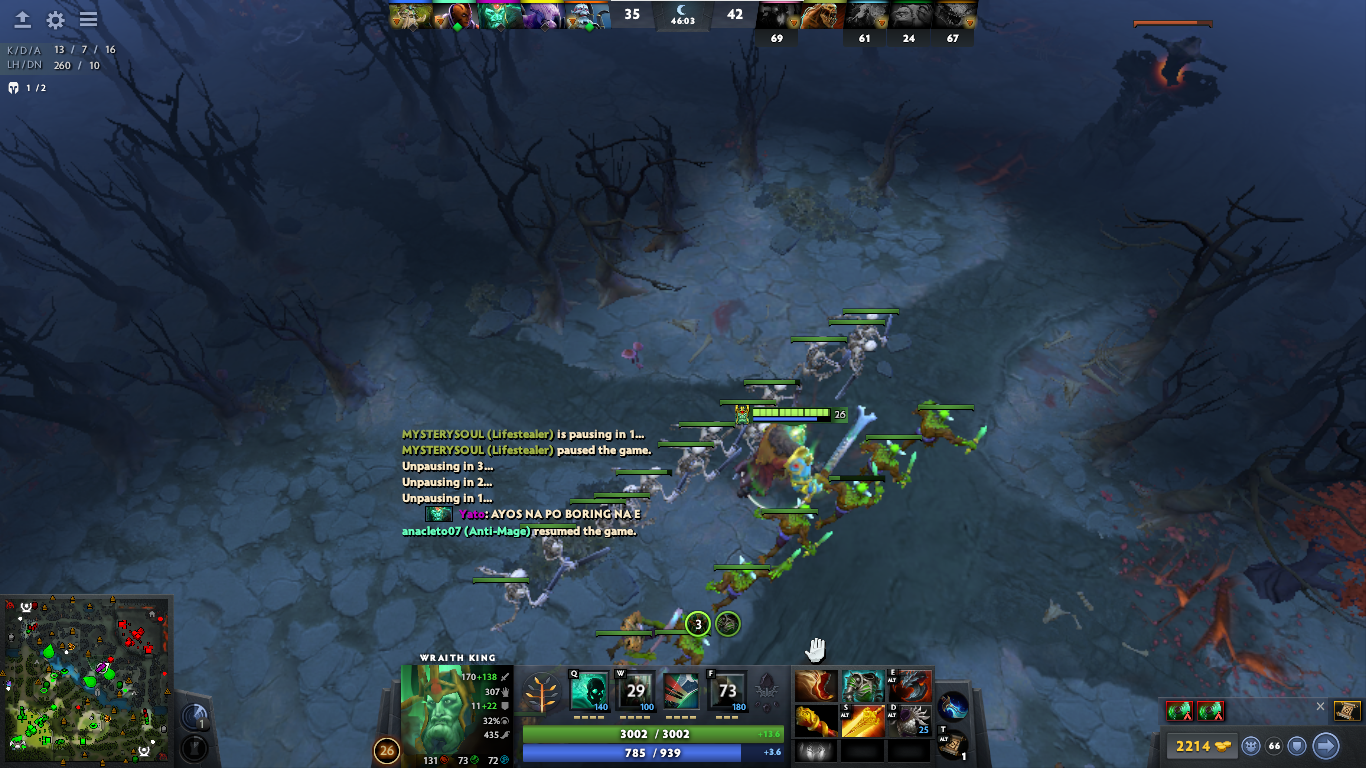 35
46:03
42
69
61
24
67
K/D/A 13 / 7 / 16
LH/DN 260 / 10
1 /2
26
MYSTERYSOUL (Lifestealer) is pausing in 1...
MYSTERYSOUL (Lifestealer) paused the game.
Unpausing in 3...
Unpausing in 2...
Unpausing in 1...
Yato: AYOS NA PO BORING NA E
anacleto07 (Anti-Mage) resumed the game.
3
WRAITH KING
170+138
307
11+22
32%
435
131 73 72
26
Q 140
W 29 100
F 73 180
3002 / 3002 +13.6
785 / 939 +3.6
E
ALT
S
ALT
D
ALT
25
T
ALT
1
1
2214
66